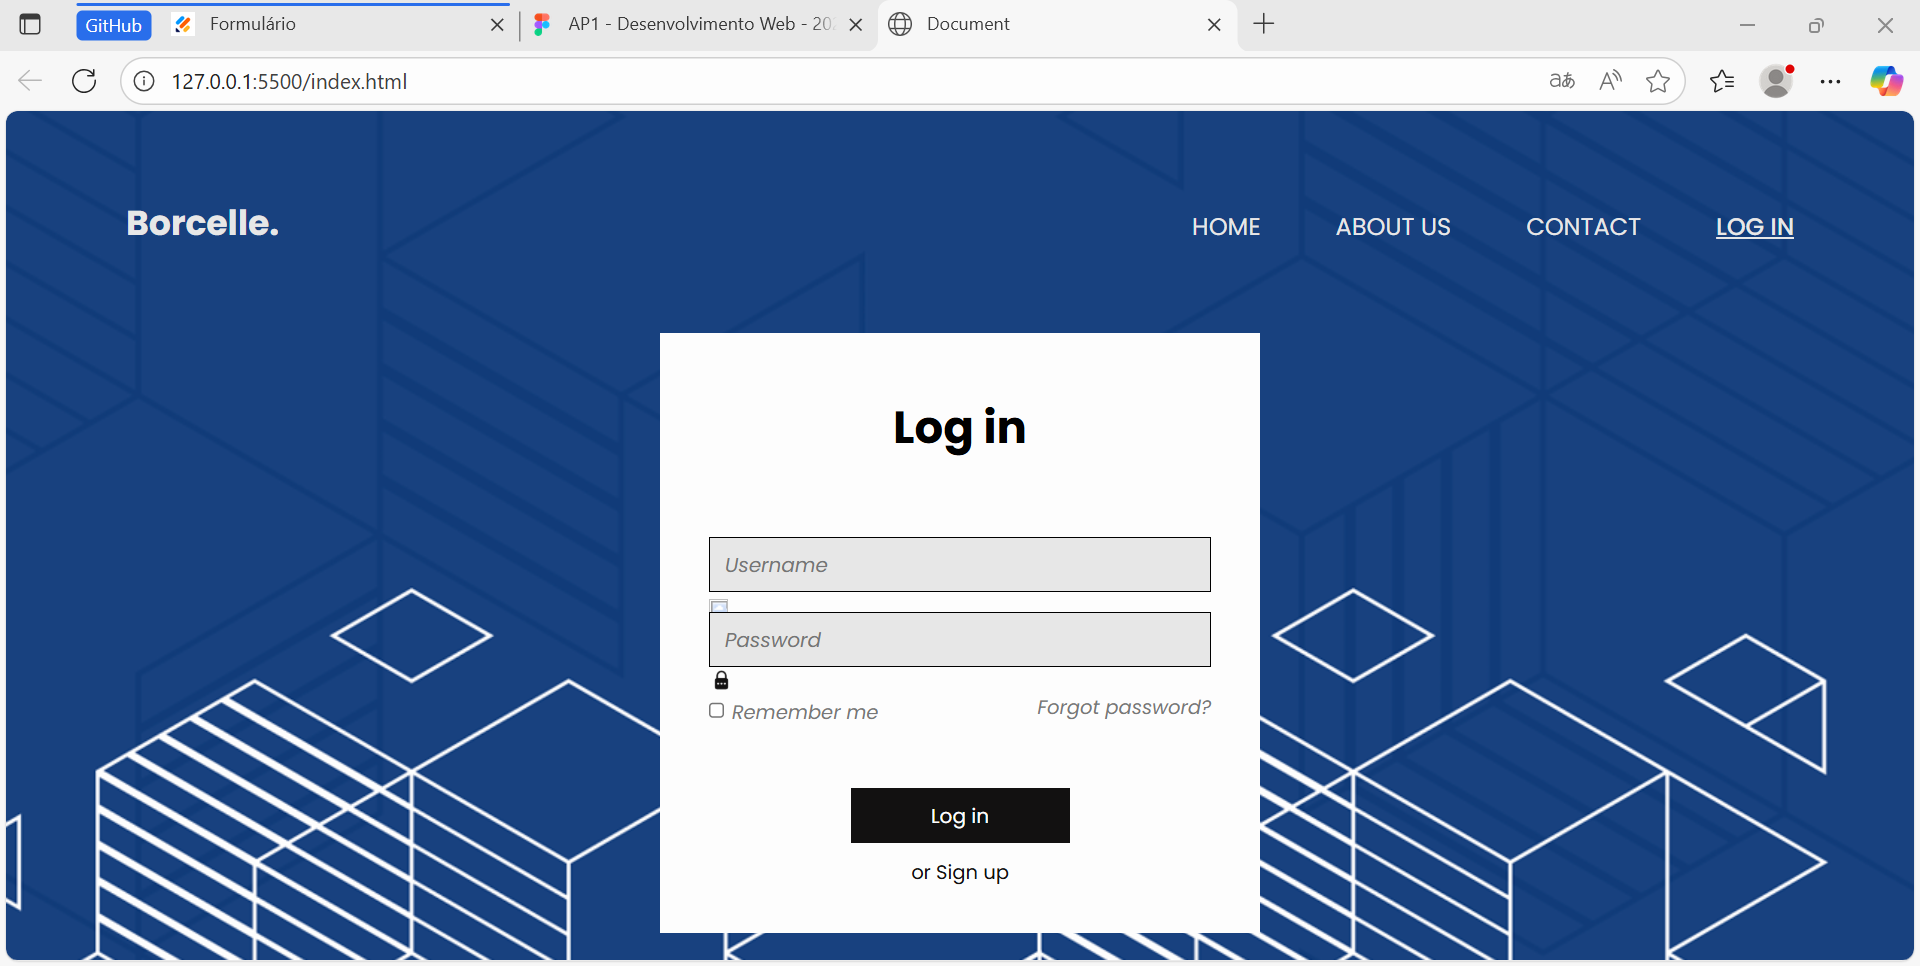 GitHub
Formulário
AP1 - Desenvolvimento Web - 20
Document
127.0.0.1:5500/index.html
Borcelle.
HOME
ABOUT US
CONTACT
LOG IN
Log in
Username
Password
Remember me
Forgot password?
Log in
or Sign up